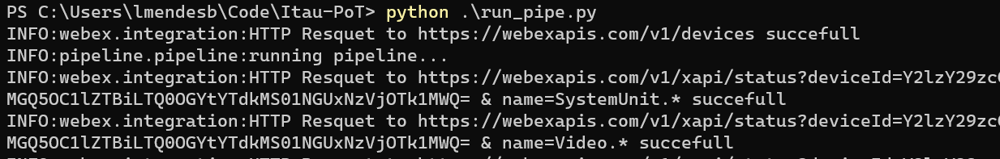 PS C:\Users\lmendesb\Code\Itau-PoT> python .\run_pipe.py
INFO:webex.integration:HTTP Resquet to https://webexapis.com/v1/devices succefull
INFO:pipeline.pipeline:running pipeline...
INFO:webex.integration:HTTP Resquet to https://webexapis.com/v1/xapi/status?deviceId=Y2lzY29zc
MGQ5OC1lZTBiLTQ0OGYtYTdkMS01NGUxNzVjOTk1MWQ= & name=SystemUnit.* succefull
INFO:webex.integration:HTTP Resquet to https://webexapis.com/v1/xapi/status?deviceId=Y2lzY29zc
MGQ5OC1lZTBiLTQ0OGYtYTdkMS01NGUxNzVjOTk1MWQ= & name=Video.* succefull